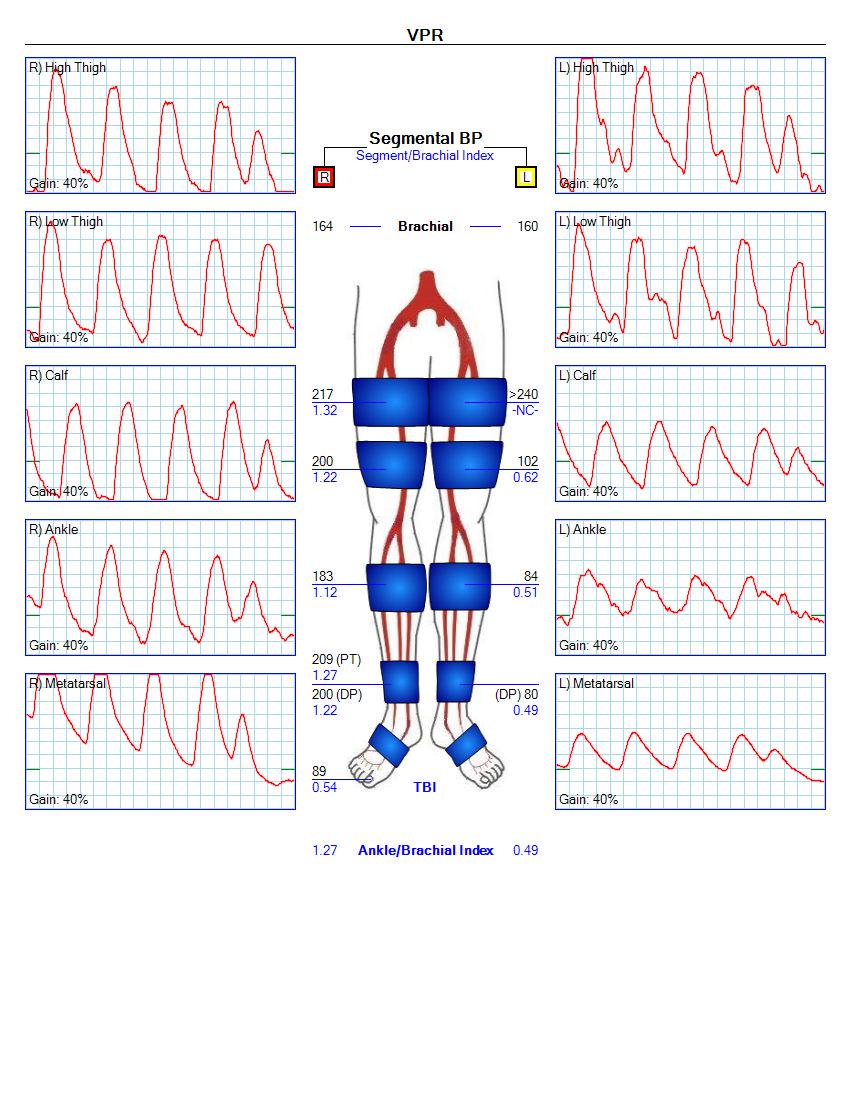 VPR
R) High Thigh
Gain: 40%
R) Low Thigh
Gain: 40%
R) Calf
Gain: 40%
R) Ankle
Gain: 40%
R) Metatarsal
Gain: 40%
Segmental BP
Segment/Brachial Index
R L
164 Brachial 160
217 >240
1.32 -NC-
200 102
1.22 0.62
183 84
1.12 0.51
209 (PT)
1.27
200 (DP) (DP) 80
1.22 0.49
89
0.54 TBI
1.27 Ankle/Brachial Index 0.49
L) High Thigh
Gain: 40%
L) Low Thigh
Gain: 40%
L) Calf
Gain: 40%
L) Ankle
Gain: 40%
L) Metatarsal
Gain: 40%